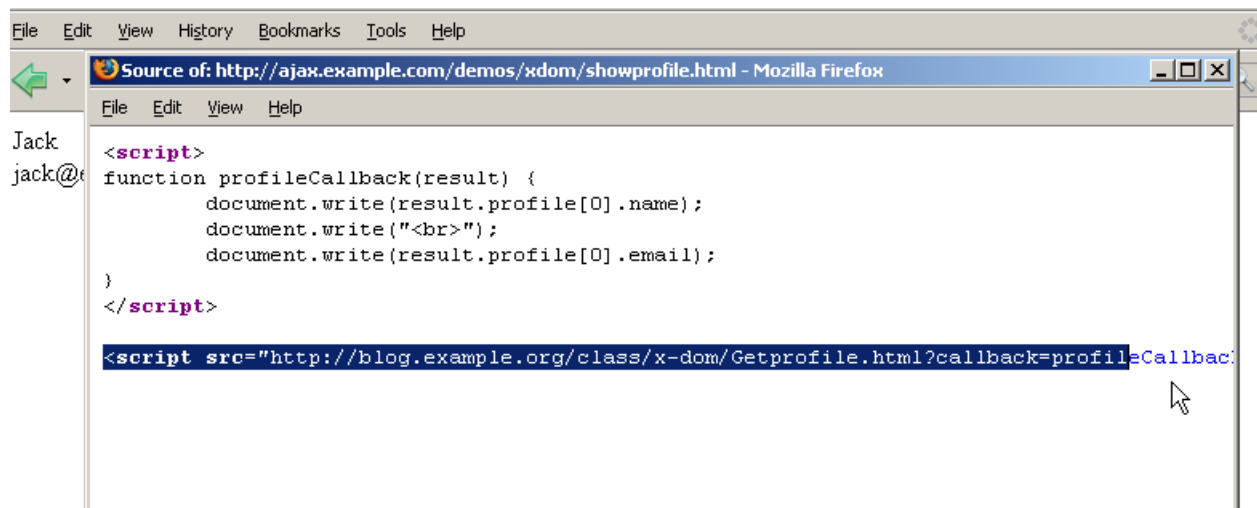 File Edit View History Bookmarks Tools Help
Source of: http://ajax.example.com/demos/xdom/showprofile.html - Mozilla Firefox
File Edit View Help
Jack
jack@
<script>
function profileCallback(result) {
document.write(result.profile[0].name);
document.write("<br>");
document.write(result.profile[0].email);
}
</script>
<script src="http://blog.example.org/class/x-dom/Getprofile.html?callback=profileCallbac